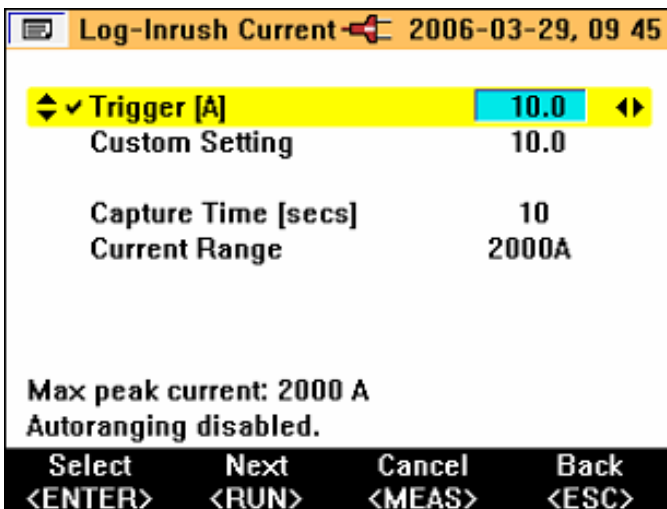 Log-Inrush Current 2006-03-29, 09 45
Trigger [A] 10.0
Custom Setting 10.0
Capture Time [secs] 10
Current Range 2000A
Max peak current: 2000 A
Autoranging disabled.
Select Next Cancel Back
<ENTER> <RUN> <MEAS> <ESC>